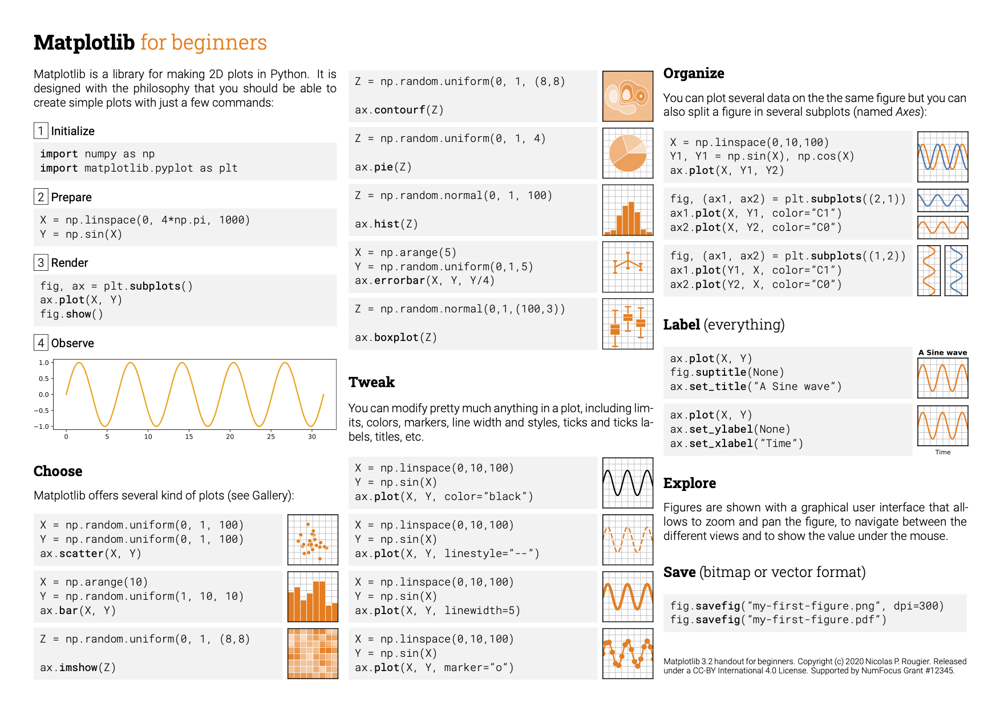 Matplotlib for beginners
Matplotlib is a library for making 2D plots in Python. It is
designed with the philosophy that you should be able to
create simple plots with just a few commands:
1 Initialize
import numpy as np
import matplotlib.pyplot as plt
2 Prepare
X = np.linspace(0, 4*np.pi, 1000)
Y = np.sin(X)
3 Render
fig, ax = plt.subplots()
ax.plot(X, Y)
fig.show()
4 Observe
1.0
0.5
0.0
−0.5
−1.0
0 5 10 15 20 25 30
Choose
Matplotlib offers several kind of plots (see Gallery):
X = np.random.uniform(0, 1, 100)
Y = np.random.uniform(0, 1, 100)
ax.scatter(X, Y)
X = np.arange(10)
Y = np.random.uniform(1, 10, 10)
ax.bar(X, Y)
Z = np.random.uniform(0, 1, (8,8)
ax.imshow(Z)
Z = np.random.uniform(0, 1, (8,8)
ax.contourf(Z)
Z = np.random.uniform(0, 1, 4)
ax.pie(Z)
Z = np.random.normal(0, 1, 100)
ax.hist(Z)
X = np.arange(5)
Y = np.random.uniform(0,1,5)
ax.errorbar(X, Y, Y/4)
Z = np.random.normal(0,1,(100,3))
ax.boxplot(Z)
Tweak
You can modify pretty much anything in a plot, including lim-
its, colors, markers, line width and styles, ticks and ticks la-
bels, titles, etc.
X = np.linspace(0,10,100)
Y = np.sin(X)
ax.plot(X, Y, color=”black”)
X = np.linspace(0,10,100)
Y = np.sin(X)
ax.plot(X, Y, linestyle=”--”)
X = np.linspace(0,10,100)
Y = np.sin(X)
ax.plot(X, Y, linewidth=5)
X = np.linspace(0,10,100)
Y = np.sin(X)
ax.plot(X, Y, marker=”o”)
Organize
You can plot several data on the the same figure but you can
also split a figure in several subplots (named Axes):
X = np.linspace(0,10,100)
Y1, Y1 = np.sin(X), np.cos(X)
ax.plot(X, Y1, Y2)
fig, (ax1, ax2) = plt.subplots((2,1))
ax1.plot(X, Y1, color=”C1”)
ax2.plot(X, Y2, color=”C0”)
fig, (ax1, ax2) = plt.subplots((1,2))
ax1.plot(Y1, X, color=”C1”)
ax2.plot(Y2, X, color=”C0”)
Label (everything)
ax.plot(X, Y)
fig.suptitle(None)
ax.set_title(”A Sine wave”)
A Sine wave
ax.plot(X, Y)
ax.set_ylabel(None)
ax.set_xlabel(”Time”)
Time
Explore
Figures are shown with a graphical user interface that all-
lows to zoom and pan the figure, to navigate between the
different views and to show the value under the mouse.
Save (bitmap or vector format)
fig.savefig(”my-first-figure.png”, dpi=300)
fig.savefig(”my-first-figure.pdf”)
Matplotlib 3.2 handout for beginners. Copyright (c) 2020 Nicolas P. Rougier. Released
under a CC-BY International 4.0 License. Supported by NumFocus Grant #12345.